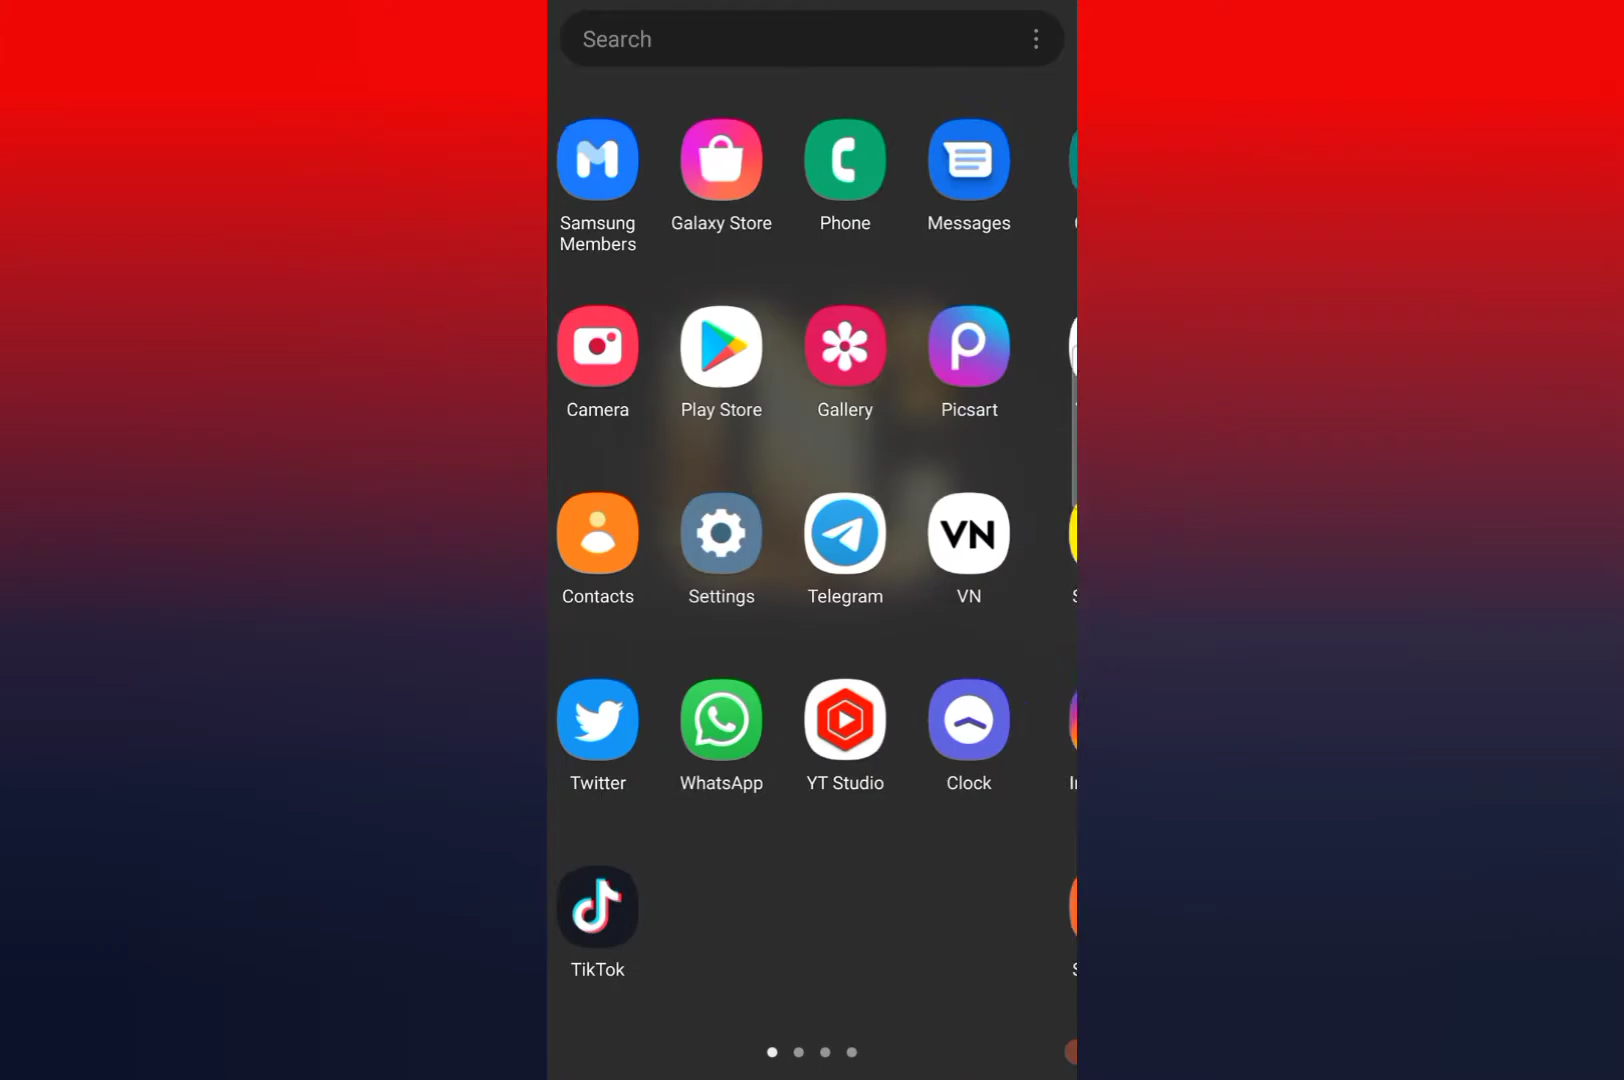 Search
Samsung
Members
Galaxy Store
Phone
Messages
Camera
Play Store
Gallery
Picsart
Contacts
Settings
Telegram
VN
VN
Twitter
WhatsApp
YT Studio
Clock
TikTok